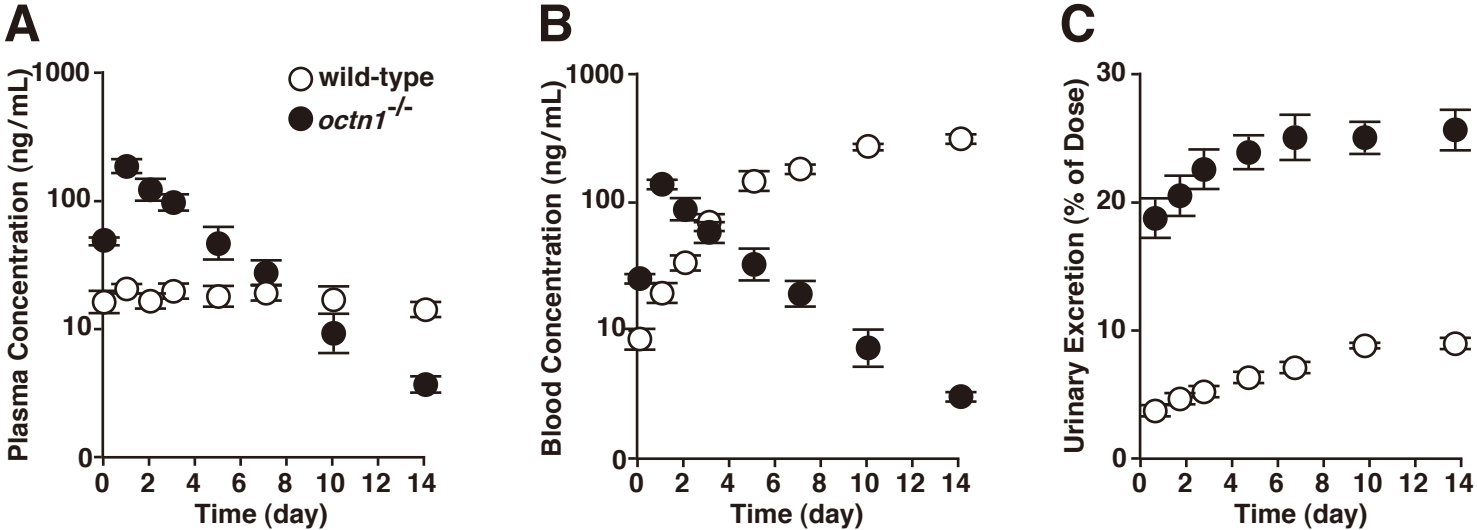 A
Plasma Concentration (ng/mL)
1000
100
10
0
0 2 4 6 8 10 12 14
Time (day)
wild-type
octn1-/-
B
Blood Concentration (ng/mL)
1000
100
10
0
0 2 4 6 8 10 12 14
Time (day)
C
Urinary Excretion (% of Dose)
30
20
10
0
0 2 4 6 8 10 12 14
Time (day)